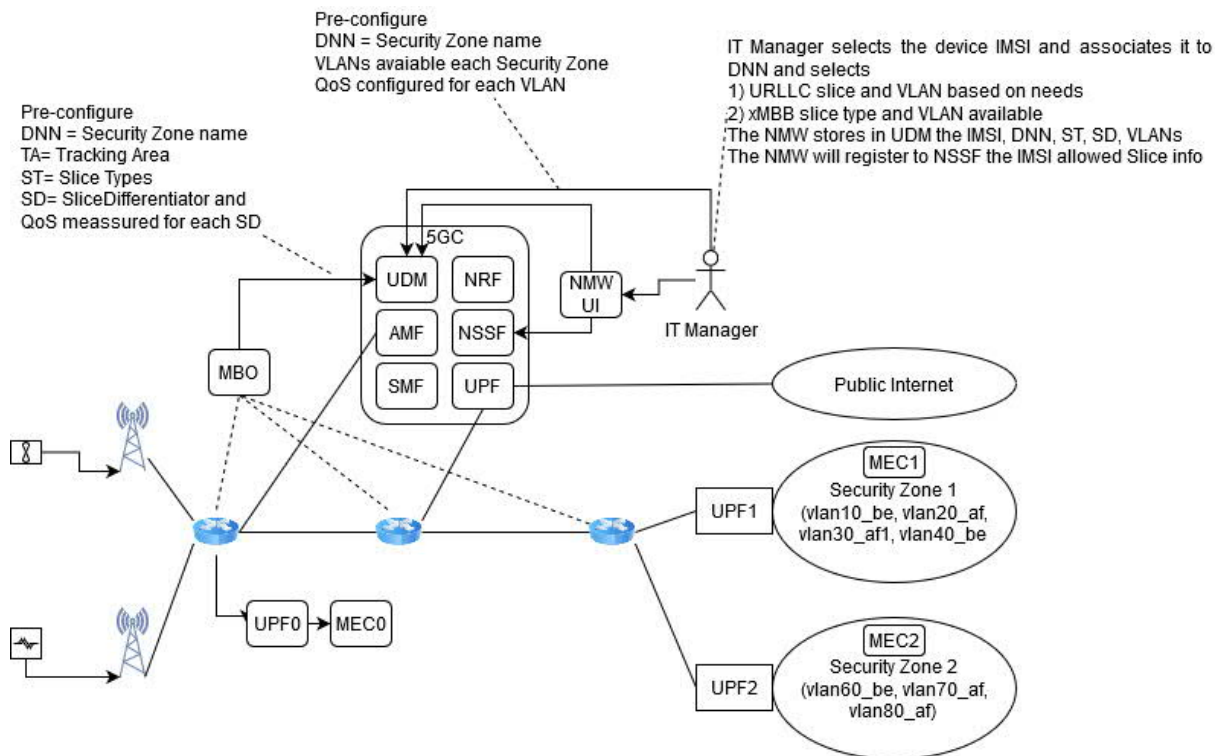 Pre-configure
DNN = Security Zone name
VLANs avaiable each Security Zone
QoS configured for each VLAN
IT Manager selects the device IMSI and associates it to
DNN and selects
1) URLLC slice and VLAN based on needs
2) xMBB slice type and VLAN available
The NMW stores in UDM the IMSI, DNN, ST, SD, VLANs
The NMW will register to NSSF the IMSI allowed Slice info
Pre-configure
DNN = Security Zone name
TA= Tracking Area
ST= Slice Types
SD= SliceDifferentiator and
QoS meassured for each SD
5GC
UDM
NRF
NMW
UI
IT Manager
AMF
NSSF
MBO
SMF
UPF
Public Internet
MEC1
Security Zone 1
(vlan10_be, vlan20_af,
vlan30_af1, vlan40_be
UPF1
UPF0
MEC0
MEC2
Security Zone 2
(vlan60_be, vlan70_af,
vlan80_af)
UPF2